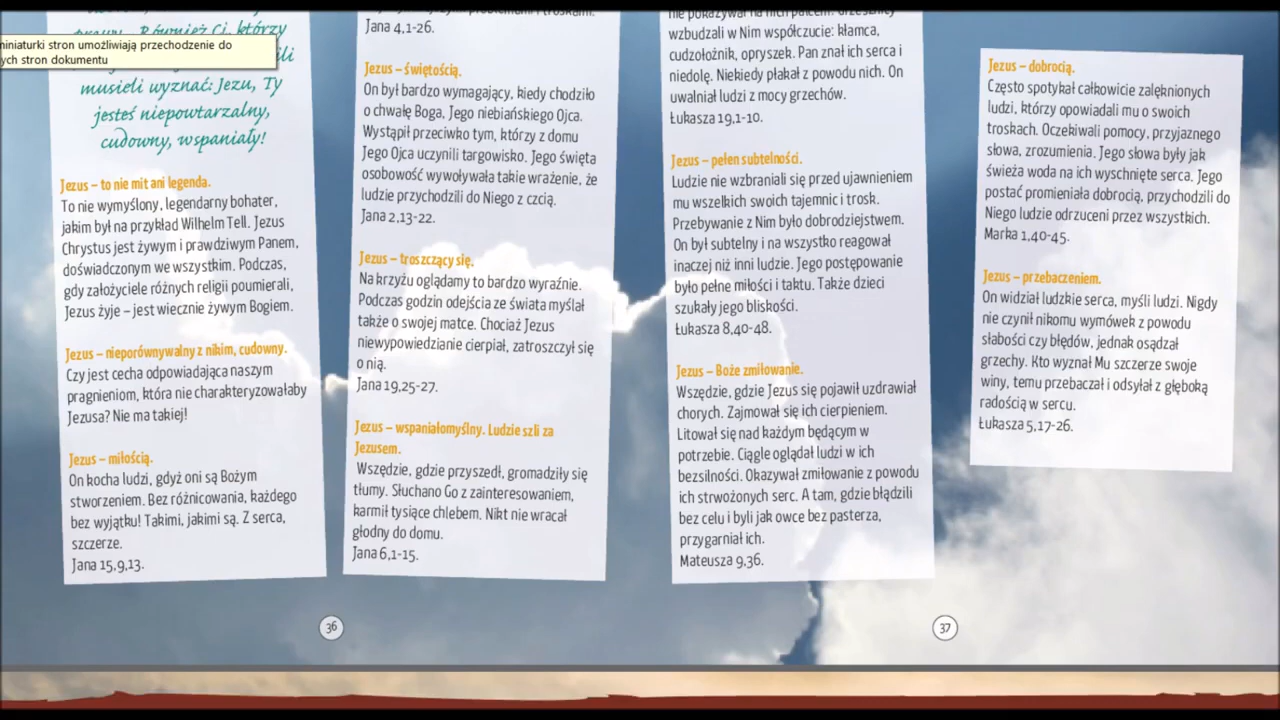 prawy. Również Ci, którzy
miniaturki stron umożliwiają przechodzenie do
ych stron dokumentu
musieli wyznać: Jezu, Ty
jesteś niepowtarzalny,
cudowny, wspaniały!
Jezus – to nie mit ani legenda.
To nie wymyślony, legendarny bohater,
jakim był na przykład Wilhelm Tell. Jezus
Chrystus jest żywym i prawdziwym Panem,
doświadczonym we wszystkim. Podczas,
gdy założyciele różnych religii poumierali,
Jezus żyje – jest wiecznie żywym Bogiem.
Jezus – nieporównywalny z nikim, cudowny.
Czy jest cecha odpowiadająca naszym
pragnieniom, która nie charakteryzowałaby
Jezusa? Nie ma takiej!
Jezus – miłością.
On kocha ludzi, gdyż oni są Bożym
stworzeniem. Bez różnicowania, każdego
bez wyjątku! Takimi, jakimi są. Z serca,
szczerze.
Jana 15,9,13.
problemami i troskami.
Jana 4,1-26.
Jezus – świętością.
On był bardzo wymagający, kiedy chodziło
o chwałę Boga, Jego niebiańskiego Ojca.
Wystąpił przeciwko tym, którzy z domu
Jego Ojca uczynili targowisko. Jego święta
osobowość wywoływała takie wrażenie, że
ludzie przychodzili do Niego z czcią.
Jana 2,13-22.
Jezus – troszczący się.
Na krzyżu oglądamy to bardzo wyraźnie.
Podczas godzin odejścia ze świata myślał
także o swojej matce. Chociaż Jezus
niewypowiedzianie cierpiał, zatroszczył się
o nią.
Jana 19,25-27.
Jezus – wspaniałomyślny. Ludzie szli za
Jezusem.
Wszędzie, gdzie przyszedł, gromadziły się
tłumy. Słuchano Go z zainteresowaniem,
karmił tysiące chlebem. Nikt nie wracał
głodny do domu.
Jana 6,1-15.
36
nie pokazywał na nich palcem. Grzesznicy
wzbudzali w Nim współczucie: kłamca,
cudzołożnik, opryszek. Pan znał ich serca i
niedolę. Niekiedy płakał z powodu nich. On
uwalniał ludzi z mocy grzechów.
Łukasza 19,1-10.
Jezus – pełen subtelności.
Ludzie nie wzbraniali się przed ujawnieniem
mu wszelkich swoich tajemnic i trosk.
Przebywanie z Nim było dobrodziejstwem.
On był subtelny i na wszystko reagował
inaczej niż inni ludzie. Jego postępowanie
było pełne miłości i taktu. Także dzieci
szukały jego bliskości.
Łukasza 8,40-48.
Jezus – Boże zmiłowanie.
Wszędzie, gdzie Jezus się pojawił uzdrawiał
chorych. Zajmował się ich cierpieniem.
Litował się nad każdym będącym w
potrzebie. Ciągle oglądał ludzi w ich
bezsilności. Okazywał zmiłowanie z powodu
ich strwożonych serc. A tam, gdzie błądzili
bez celu i byli jak owce bez pasterza,
przygarniał ich.
Mateusza 9,36.
Jezus – dobrocią.
Często spotykał całkowicie zalęknionych
ludzi, którzy opowiadali mu o swoich
troskach. Oczekiwali pomocy, przyjaznego
słowa, zrozumienia. Jego słowa były jak
świeża woda na ich wyschnięte serca. Jego
postać promieniała dobrocią, przychodzili do
Niego ludzie odrzuceni przez wszystkich.
Marka 1,40-45.
Jezus – przebaczeniem.
On widział ludzkie serca, myśli ludzi. Nigdy
nie czynił nikomu wymówek z powodu
słabości czy błędów, jednak osądzał
grzechy. Kto wyznał Mu szczerze swoje
winy, temu przebaczał i odsyłał z głęboką
radością w sercu.
Łukasza 5,17-26.
37